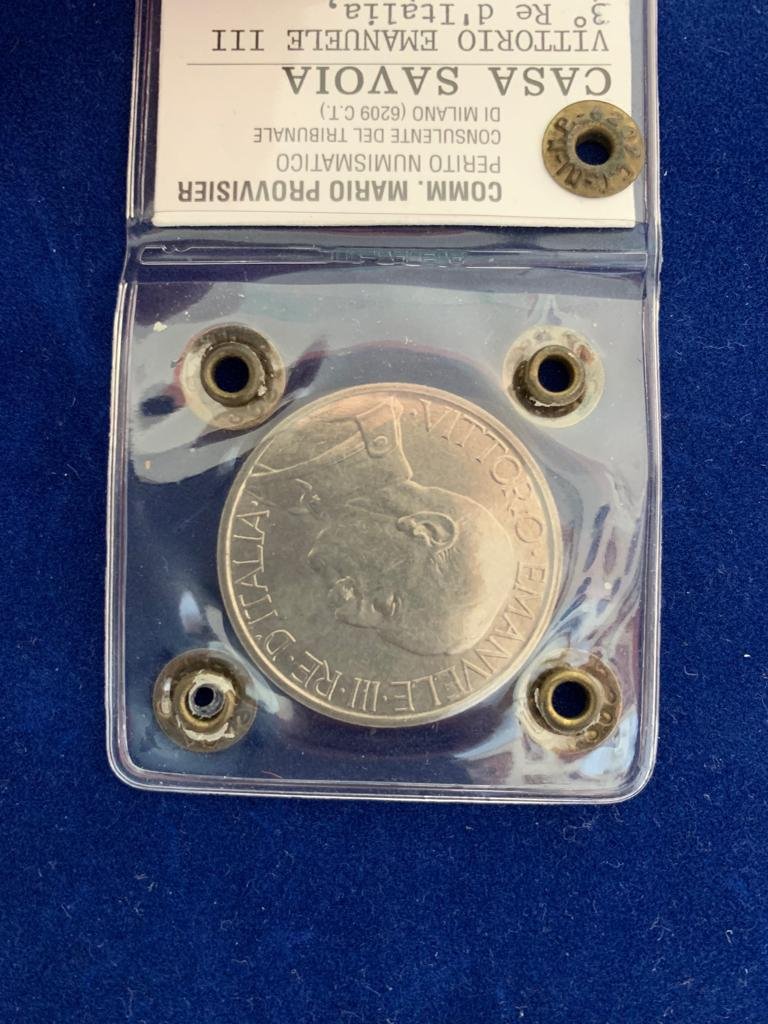 COMM. MARIO PROVVISIER
PERITO NUMISMATICO
CONSULENTE DEL TRIBUNALE
DI MILANO (6209 C.T.)
CASA SAVOIA
VITTORIO EMANUELE III
3° Re d'Italia,
VITTORIO·EMANVELE·III·RE·D'ITALIA·